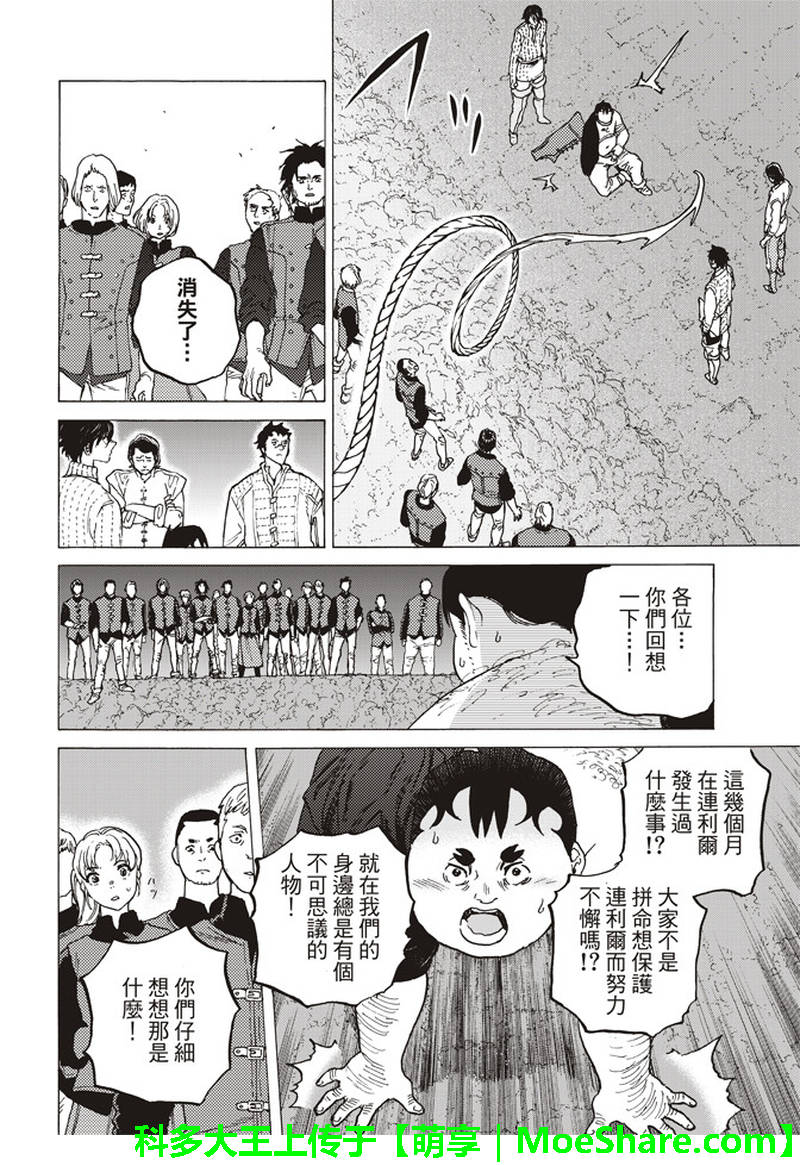 消失了…
各位…
你們回想
一下…！
這幾個月
在連利爾
發生過
什麼事！？
大家不是
拼命想保護
連利爾而努力
不懈嗎！？
就在我們的
身邊總是有個
不可思議的
人物！
你們仔細
想想那是
什麼！
科多大王上传于【萌享|MoeShare.com】